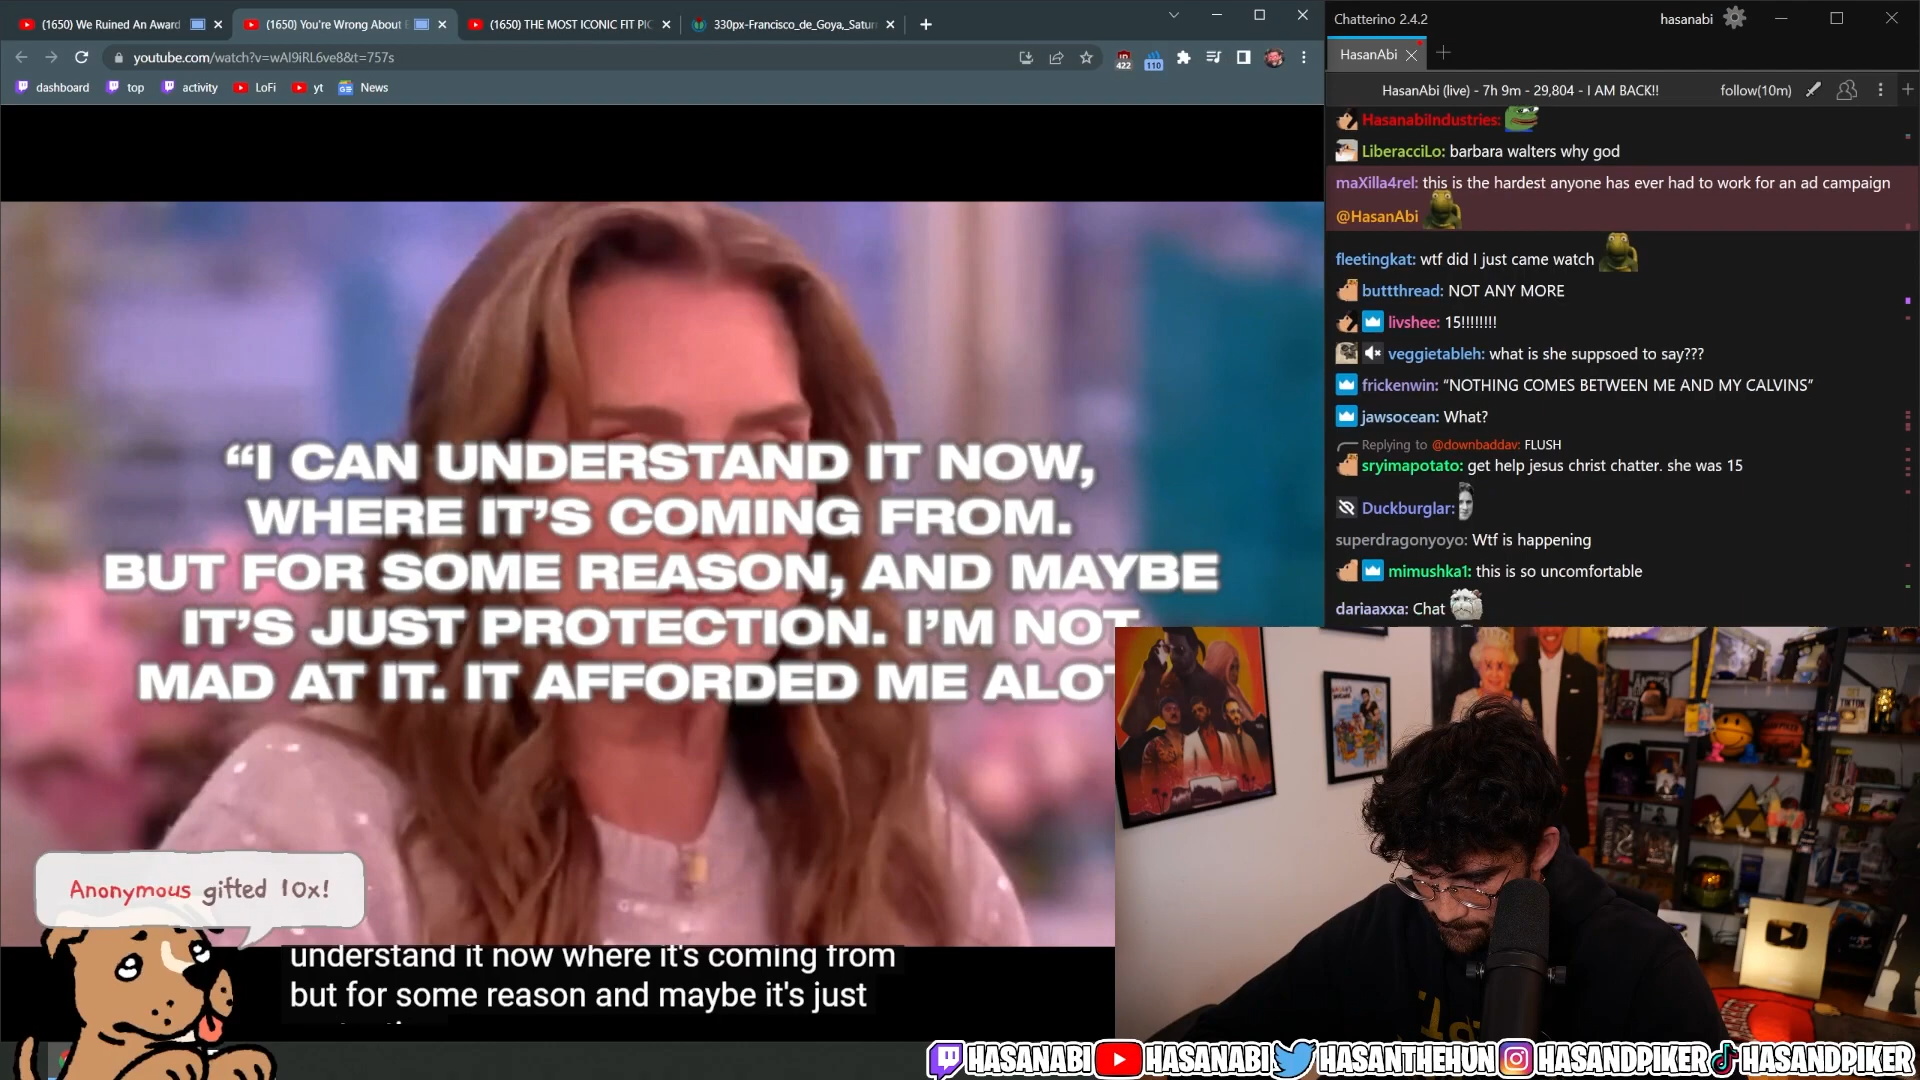 (1650) We Ruined An Award
(1650) You're Wrong About
(1650) THE MOST ICONIC FIT PIC
330px-Francisco_de_Goya,_Satur
youtube.com/watch?v=wAl9iRL6ve8&t=757s
422
110
dashboard
top
activity
LoFi
yt
News
“I CAN UNDERSTAND IT NOW,
WHERE IT’S COMING FROM.
BUT FOR SOME REASON, AND MAYBE
IT’S JUST PROTECTION. I’M NOT
MAD AT IT. IT AFFORDED ME ALOT
Anonymous gifted 10x!
understand it now where it's coming from
but for some reason and maybe it's just
Chatterino 2.4.2
hasanabi
HasanAbi
HasanAbi (live) - 7h 9m - 29,804 - I AM BACK!!
follow(10m)
HasanabiIndustries:
LiberacciLo: barbara walters why god
maXilla4rel: this is the hardest anyone has ever had to work for an ad campaign
@HasanAbi
fleetingkat: wtf did I just came watch
buttthread: NOT ANY MORE
livshee: 15!!!!!!!!
veggietableh: what is she suppsoed to say???
frickenwin: “NOTHING COMES BETWEEN ME AND MY CALVINS”
jawsocean: What?
Replying to @downbaddav: FLUSH
sryimapotato: get help jesus christ chatter. she was 15
Duckburglar:
superdragonyoyo: Wtf is happening
mimushka1: this is so uncomfortable
dariaaxxa: Chat
HASANABI
HASANABI
HASANTHEHUN
HASANDPIKER
HASANDPIKER